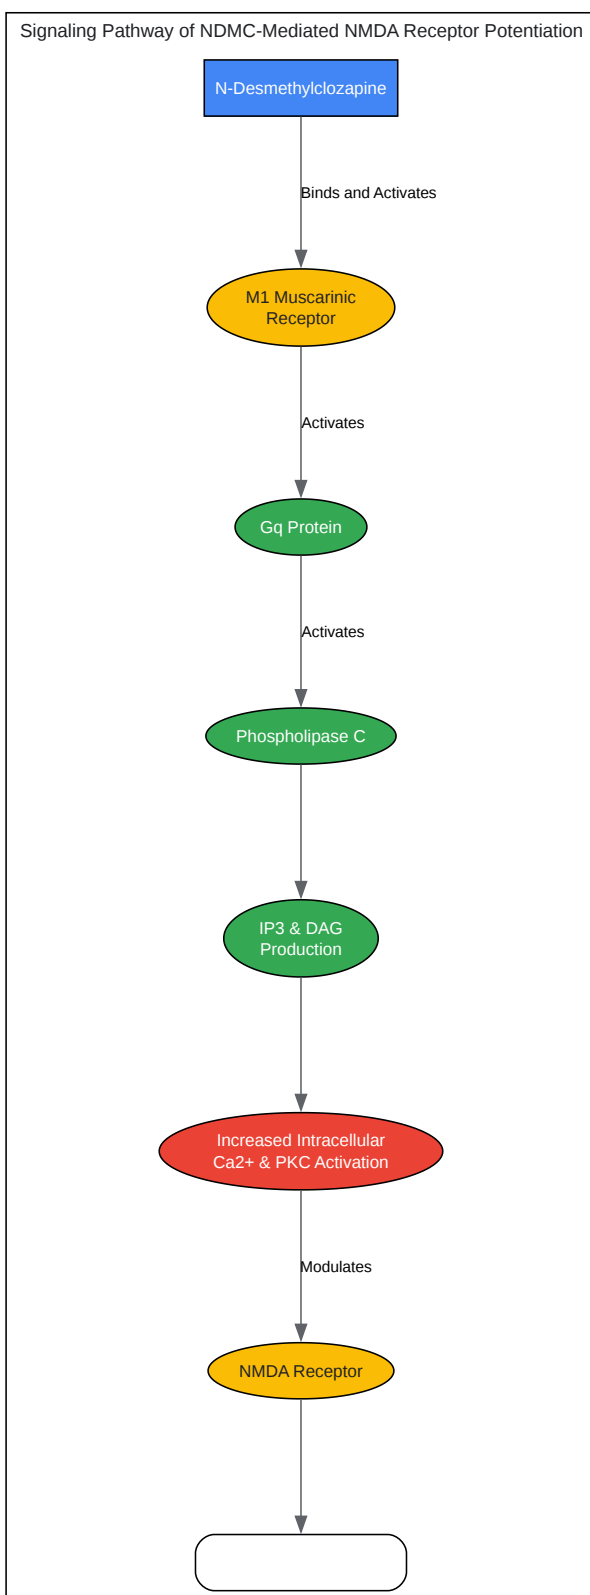 Signaling Pathway of NDMC-Mediated NMDA Receptor Potentiation
N-Desmethylclozapine
Binds and Activates
M1 Muscarinic
Receptor
Activates
Gq Protein
Activates
Phospholipase C
IP3 & DAG
Production
Increased Intracellular
Ca2+ & PKC Activation
Modulates
NMDA Receptor